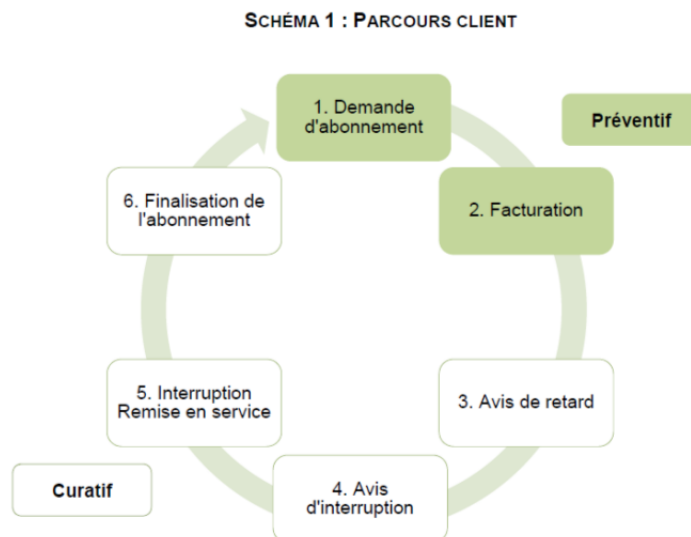 SCHÉMA 1 : PARCOURS CLIENT
1. Demande
d'abonnement
Préventif
2. Facturation
3. Avis de retard
4. Avis
d'interruption
5. Interruption
Remise en service
6. Finalisation de
l'abonnement
Curatif